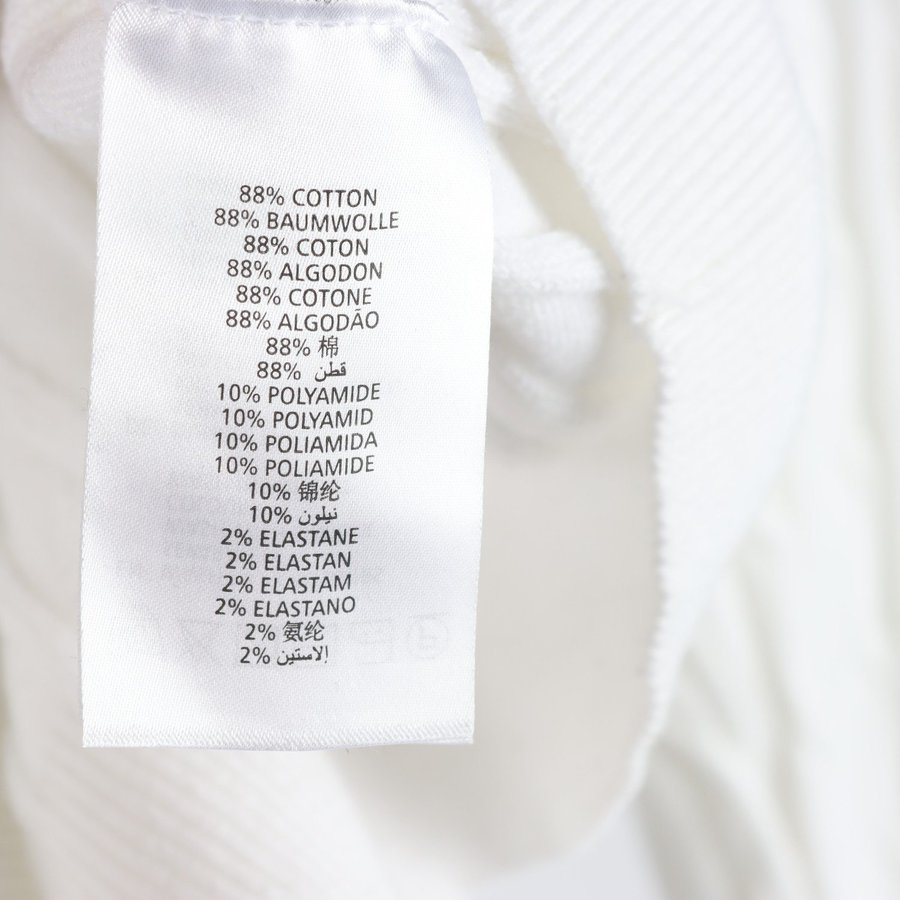 88% COTTON
88% BAUMWOLLE
88% COTON
88% ALGODON
88% COTONE
88% ALGODÃO
88% 棉
88% قطن
10% POLYAMIDE
10% POLYAMID
10% POLIAMIDA
10% POLIAMIDE
10% 锦纶
10% نيلون
2% ELASTANE
2% ELASTAN
2% ELASTAM
2% ELASTANO
2% 氨纶
2% إلاستين